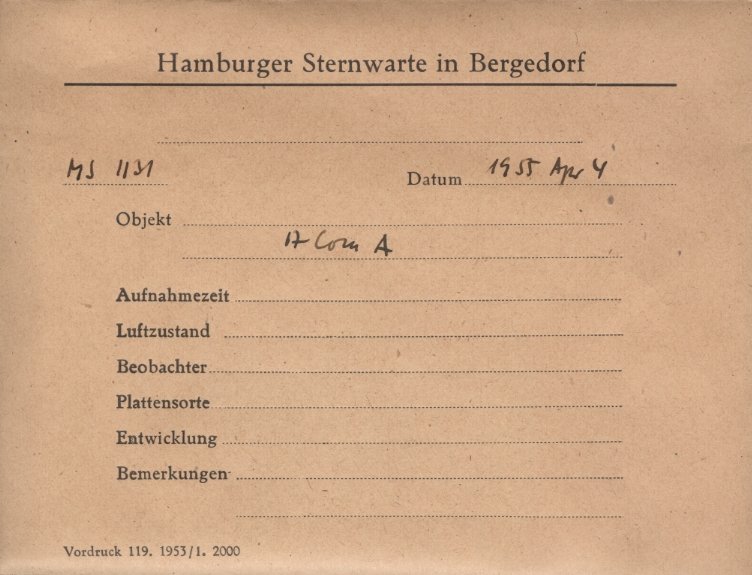 Hamburger Sternwarte in Bergedorf
MS 1131 Datum 1955 Apr 4
Objekt
17 Com A
Aufnahmezeit
Luftzustand
Beobachter
Plattensorte
Entwicklung
Bemerkungen
Vordruck 119. 1953/1. 2000